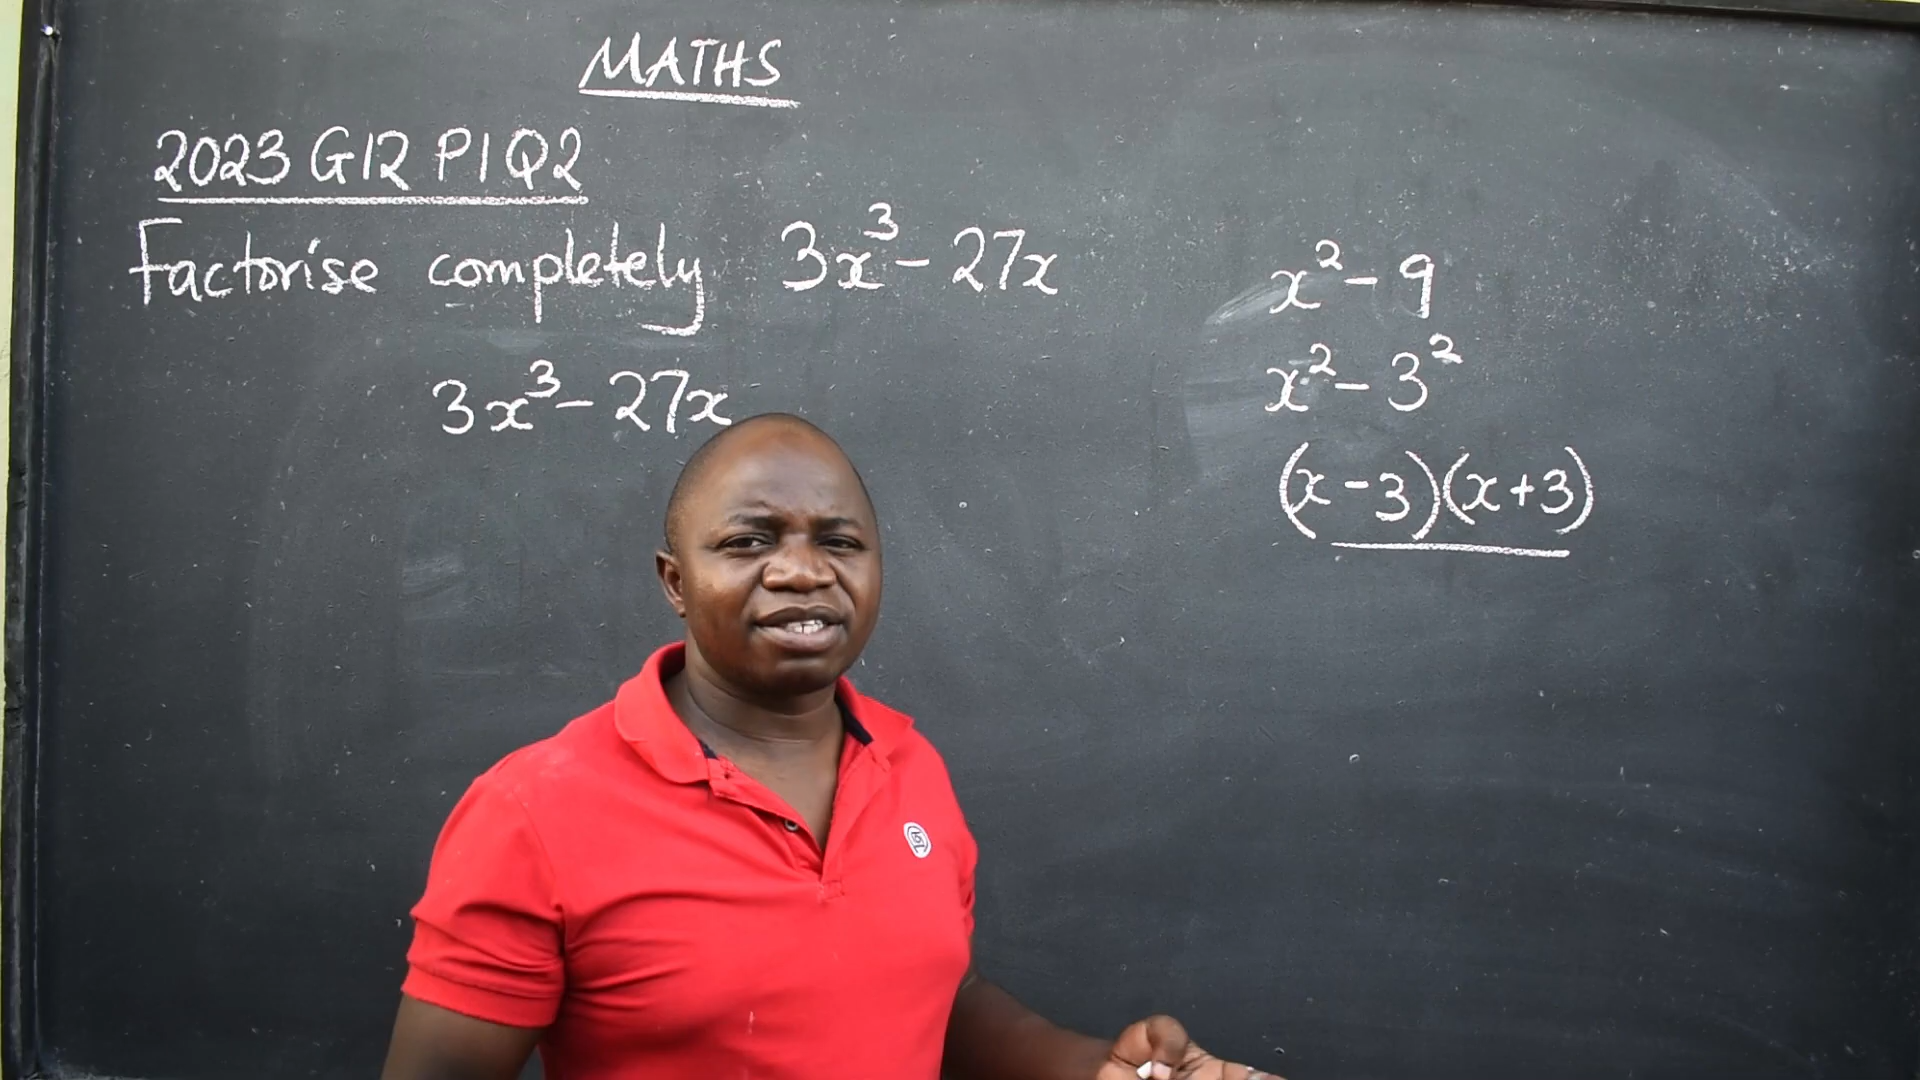 MATHS
2023 G12 P1 Q2
Factorise completely 3x³ - 27x
3x³ - 27x
x² - 9
x² - 3²
(x - 3)(x + 3)